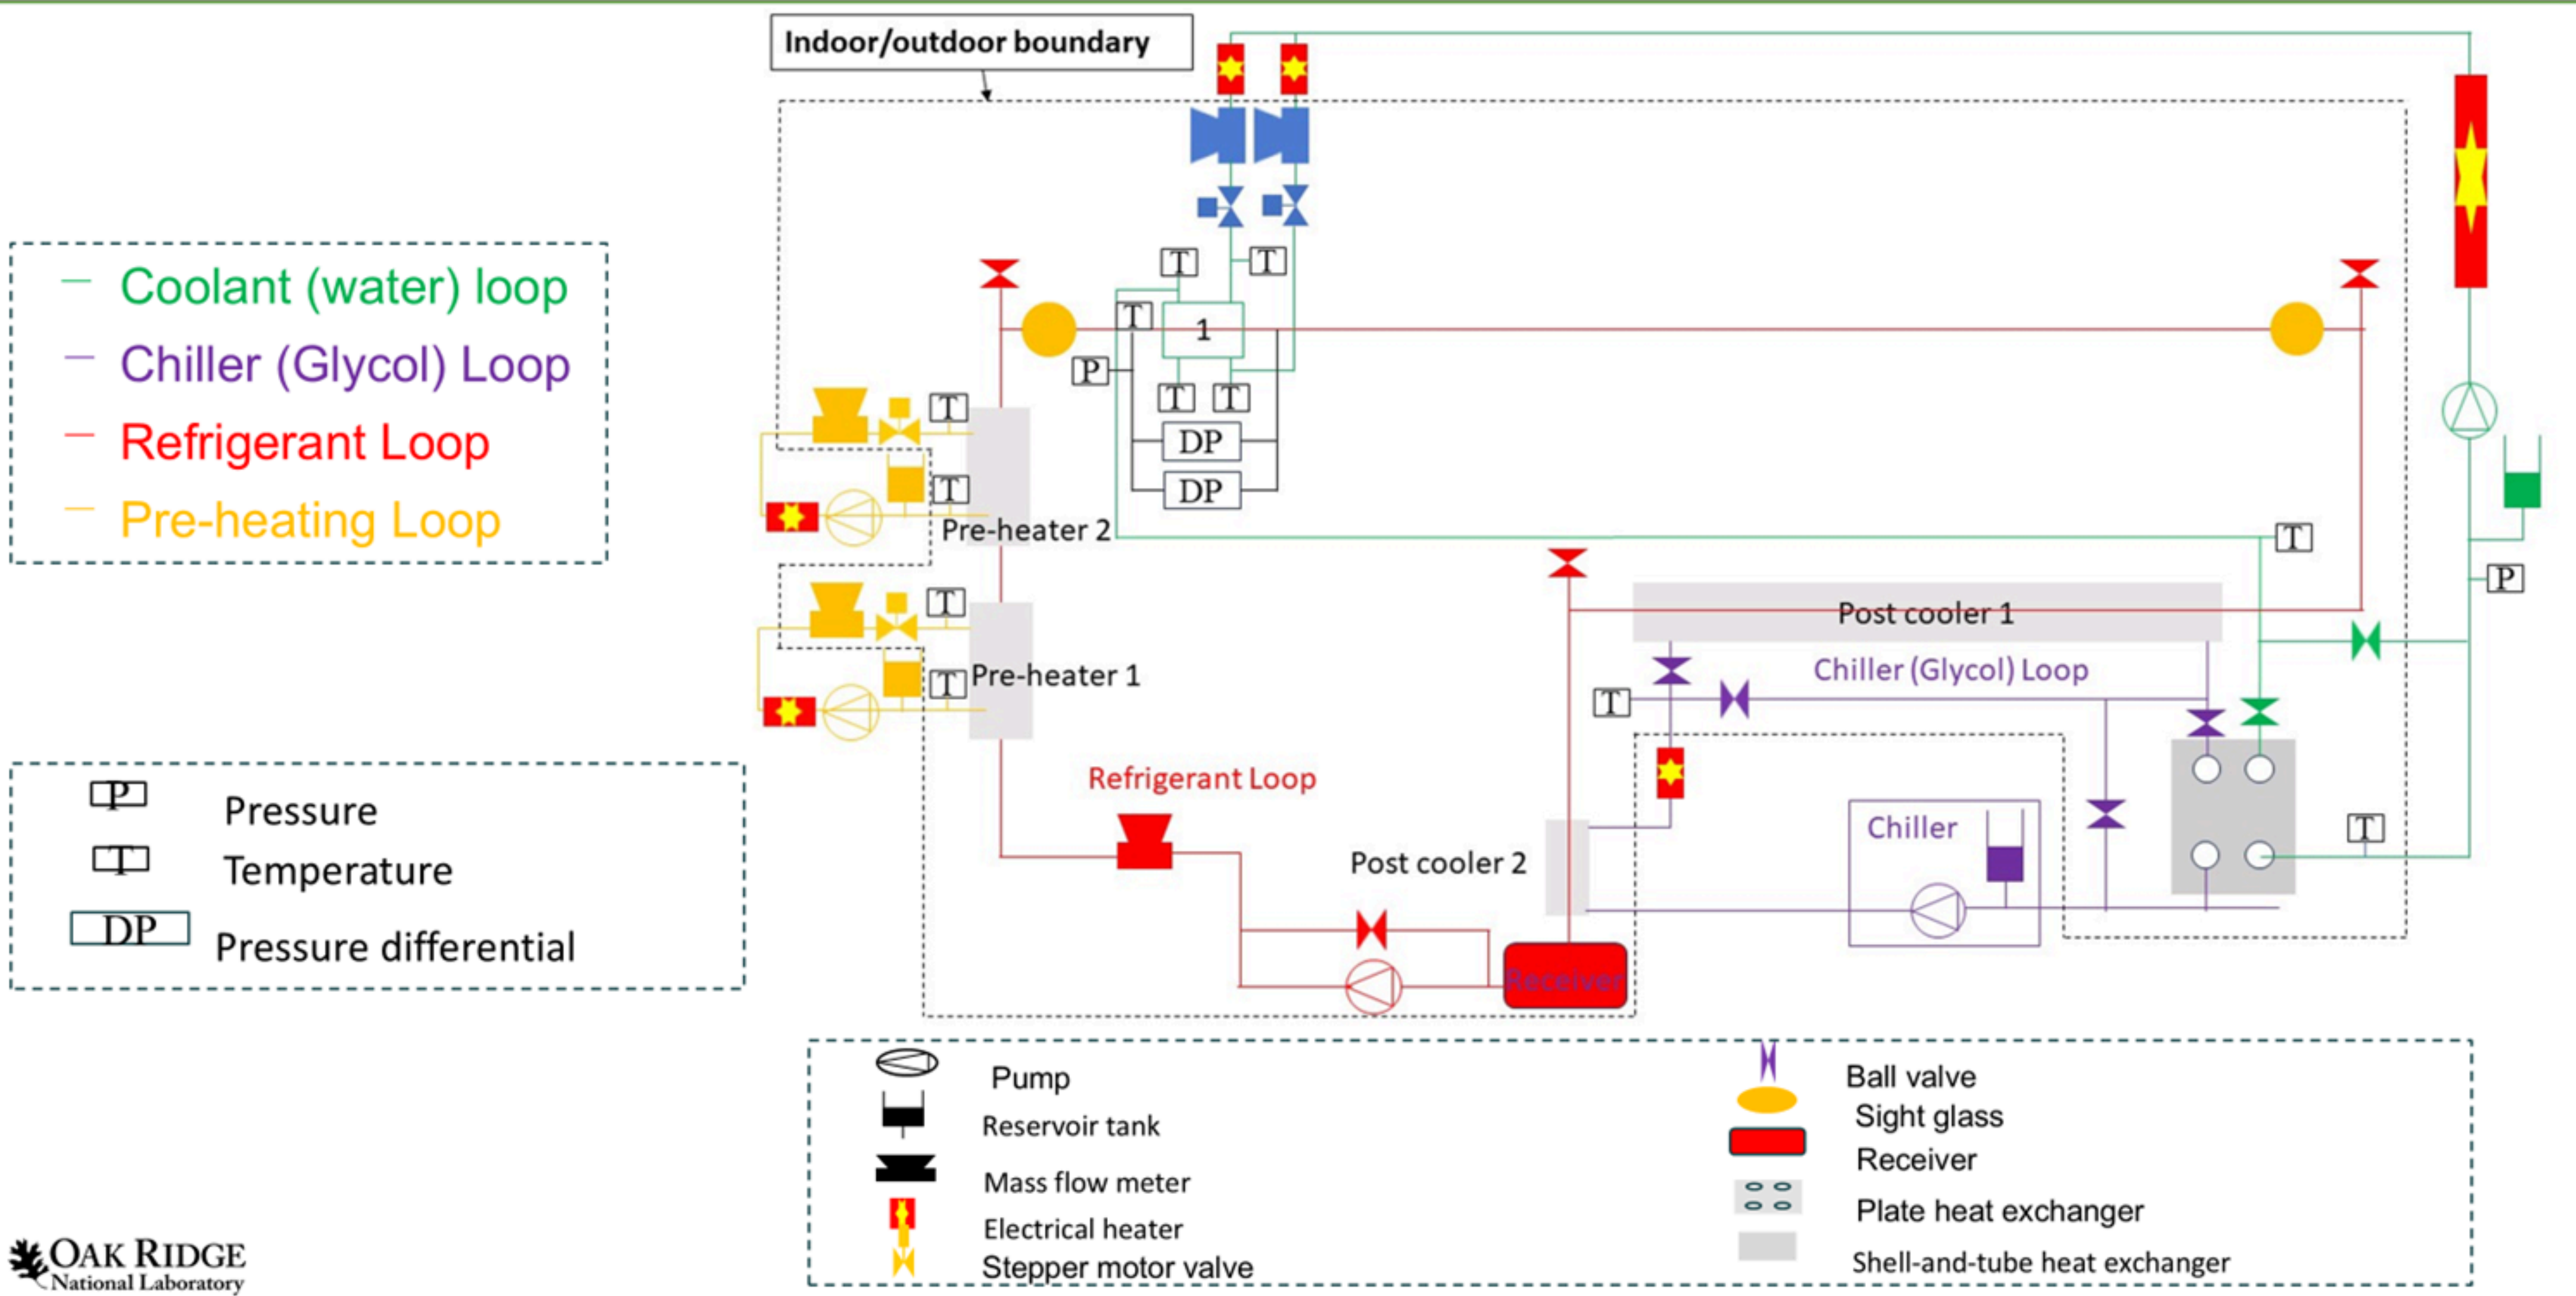 Indoor/outdoor boundary
Coolant (water) loop
Chiller (Glycol) Loop
Refrigerant Loop
Pre-heating Loop
P Pressure
T Temperature
DP Pressure differential
T
T
T
1
P
T
T
DP
DP
T
T
Pre-heater 2
T
T
Pre-heater 1
T
P
Post cooler 1
Chiller (Glycol) Loop
T
Refrigerant Loop
Chiller
T
Post cooler 2
Receiver
Pump
Reservoir tank
Mass flow meter
Electrical heater
Stepper motor valve
Ball valve
Sight glass
Receiver
Plate heat exchanger
Shell-and-tube heat exchanger
OAK RIDGE
National Laboratory